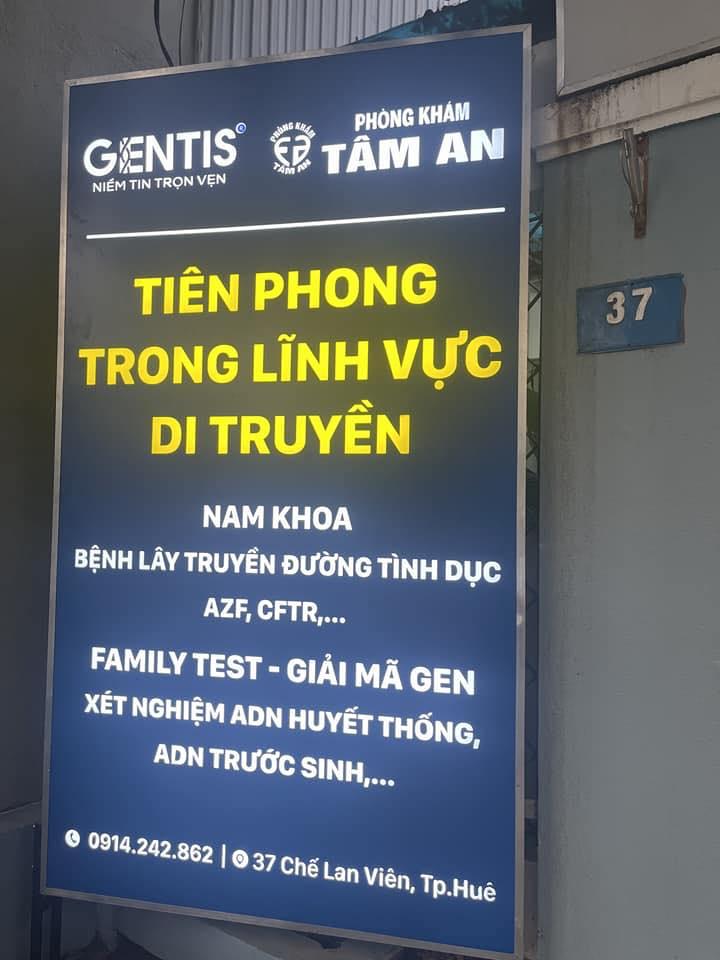 GENTIS®
NIỀM TIN TRỌN VẸN
PHÒNG KHÁM
TÂM AN
PHÒNG KHÁM
TÂM AN
TIÊN PHONG
TRONG LĨNH VỰC
DI TRUYỀN
NAM KHOA
BỆNH LÂY TRUYỀN ĐƯỜNG TÌNH DỤC
AZF, CFTR,...
FAMILY TEST - GIẢI MÃ GEN
XÉT NGHIỆM ADN HUYẾT THỐNG,
ADN TRƯỚC SINH,...
0914.242.862 | 37 Chế Lan Viên, Tp.Huê
37